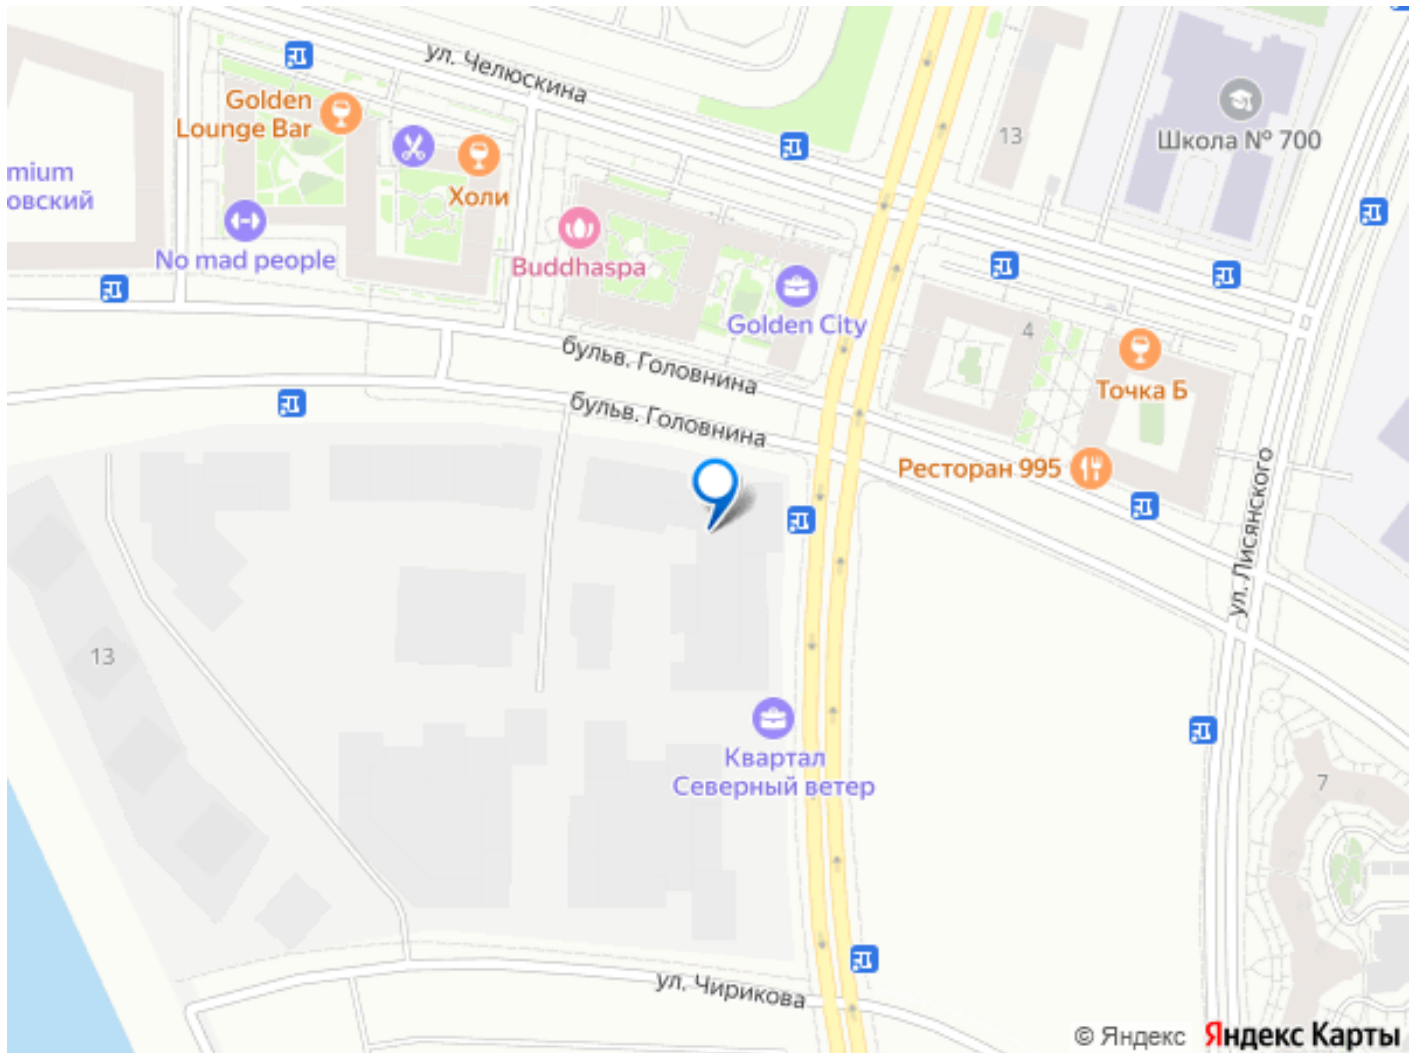 ул. Челюскина
Golden
Lounge Bar
13
Школа № 700
mium
овский
Холи
No mad people
Buddhaspa
Golden City
4
бульв. Головнина
Точка Б
бульв. Головнина
Ресторан 995
ул. Лисянского
13
Квартал
Северный ветер
7
ул. Чирикова
© Яндекс Яндекс Карты